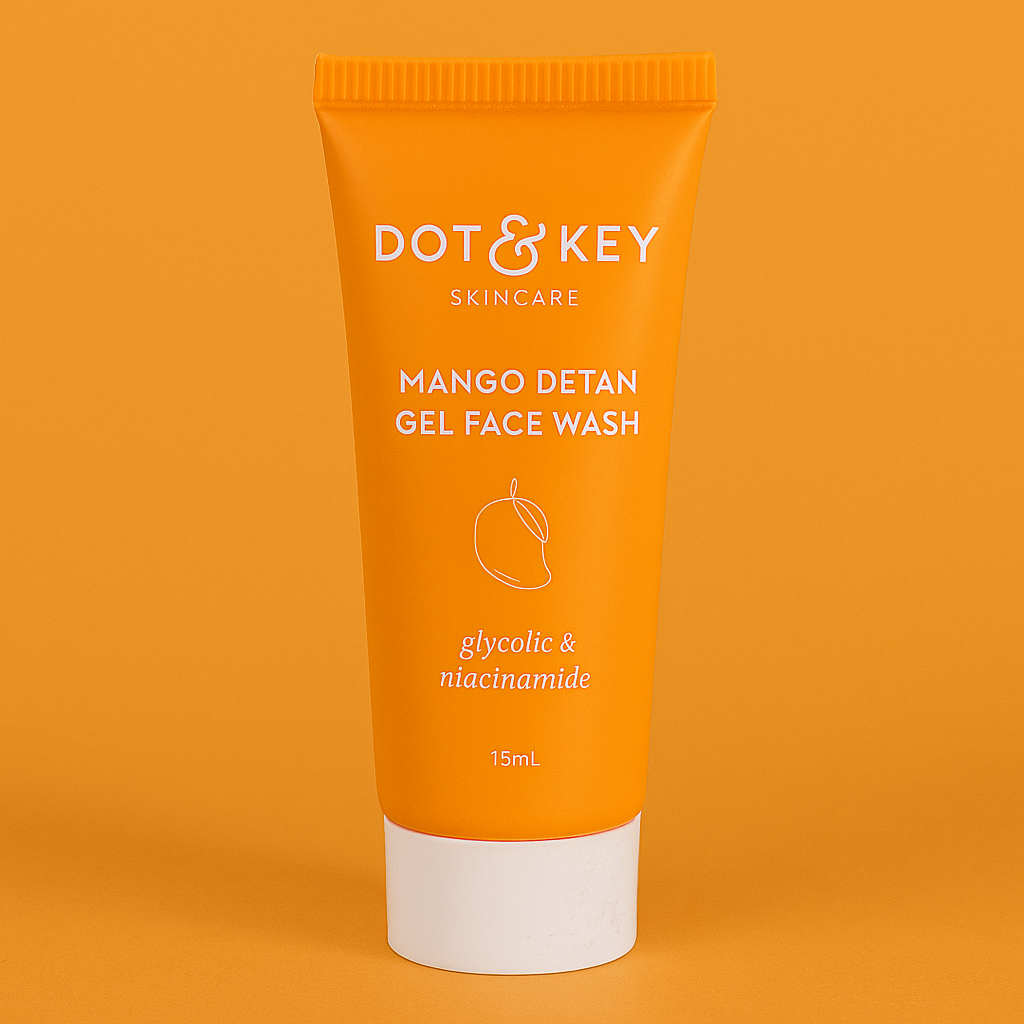 DOT & KEY
SKINCARE
MANGO DETAN
GEL FACE WASH
glycolic &
niacinamide
15mL